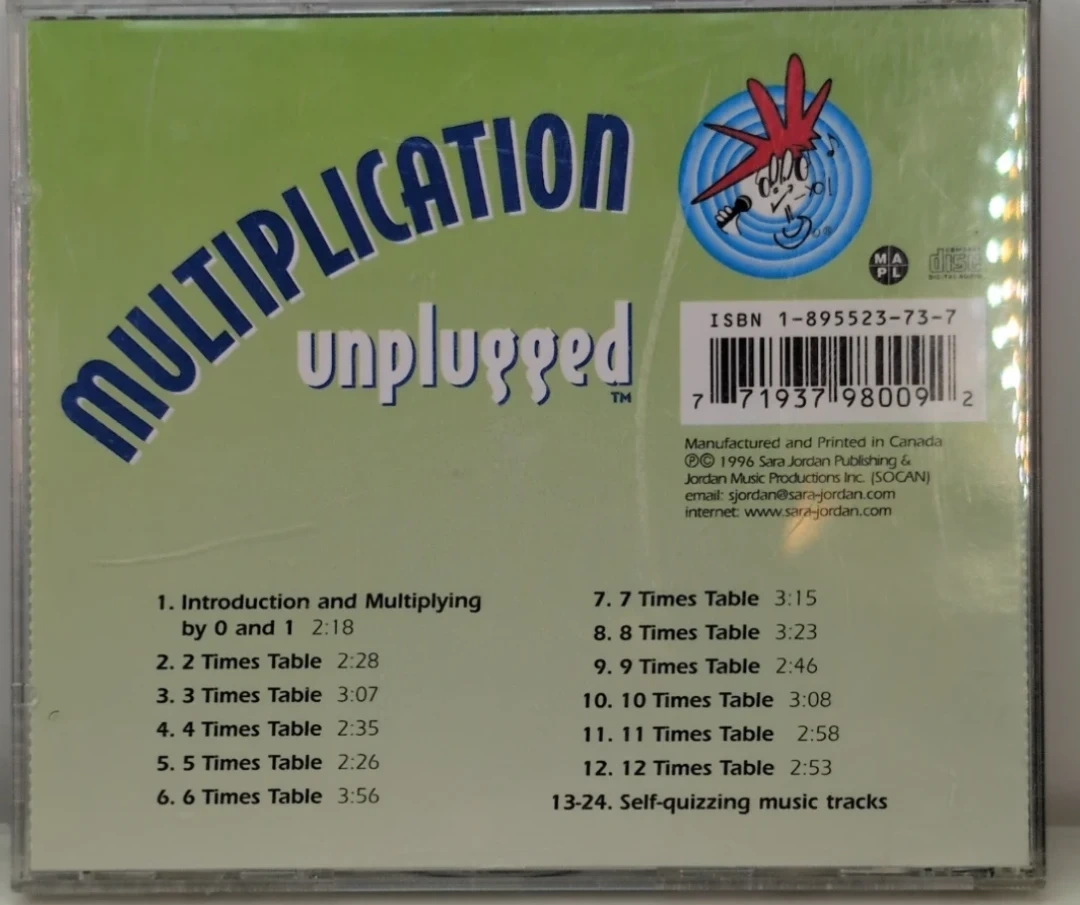 MULTIPLICATION
unplugged
TM
MAPL
COMPACT
disc
DIGITAL AUDIO
ISBN 1-895523-73-7
7 71937 98009 2
Manufactured and Printed in Canada
℗© 1996 Sara Jordan Publishing &
Jordan Music Productions Inc. (SOCAN)
email: sjordan@sara-jordan.com
internet: www.sara-jordan.com
1. Introduction and Multiplying
by 0 and 1 2:18
2. 2 Times Table 2:28
3. 3 Times Table 3:07
4. 4 Times Table 2:35
5. 5 Times Table 2:26
6. 6 Times Table 3:56
7. 7 Times Table 3:15
8. 8 Times Table 3:23
9. 9 Times Table 2:46
10. 10 Times Table 3:08
11. 11 Times Table 2:58
12. 12 Times Table 2:53
13-24. Self-quizzing music tracks